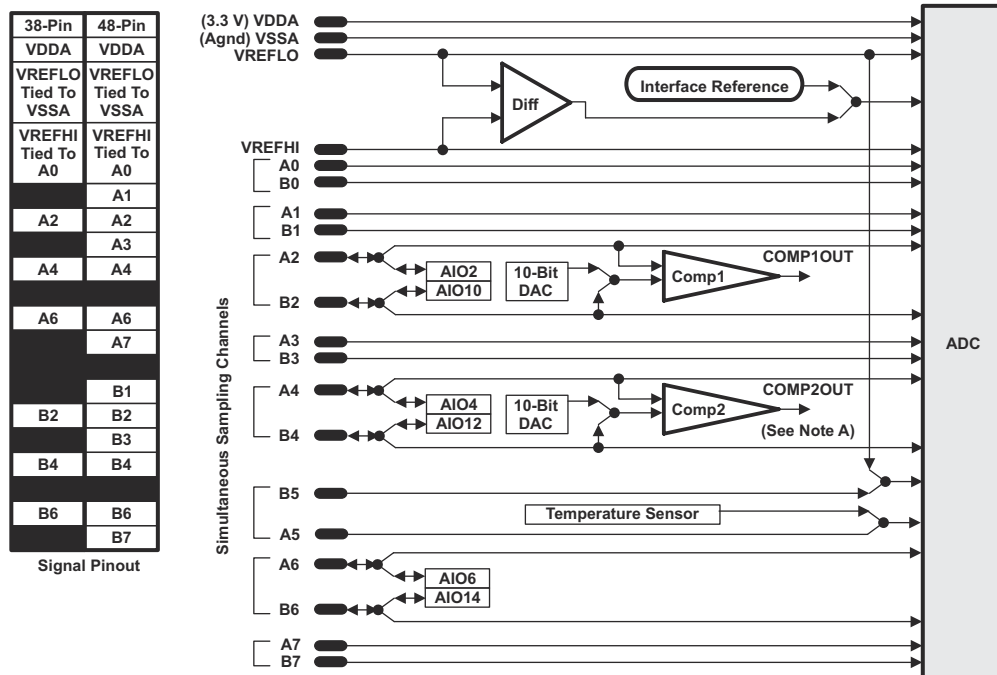 38-Pin 48-Pin
VDDA VDDA
VREFLO VREFLO
Tied To Tied To
VSSA VSSA
VREFHI VREFHI
Tied To Tied To
A0 A0
A1
A2 A2
A3
A4 A4
A6 A6
A7
B1
B2 B2
B3
B4 B4
B6 B6
B7
Signal Pinout
Simultaneous Sampling Channels
(3.3 V) VDDA
(Agnd) VSSA
VREFLO
Interface Reference
Diff
VREFHI
A0
B0
A1
B1
A2
AIO2
AIO10
10-Bit
DAC
Comp1
COMP1OUT
B2
A3
B3
ADC
A4
AIO4
AIO12
10-Bit
DAC
Comp2
COMP2OUT
(See Note A)
B4
B5
Temperature Sensor
A5
A6
AIO6
AIO14
B6
A7
B7